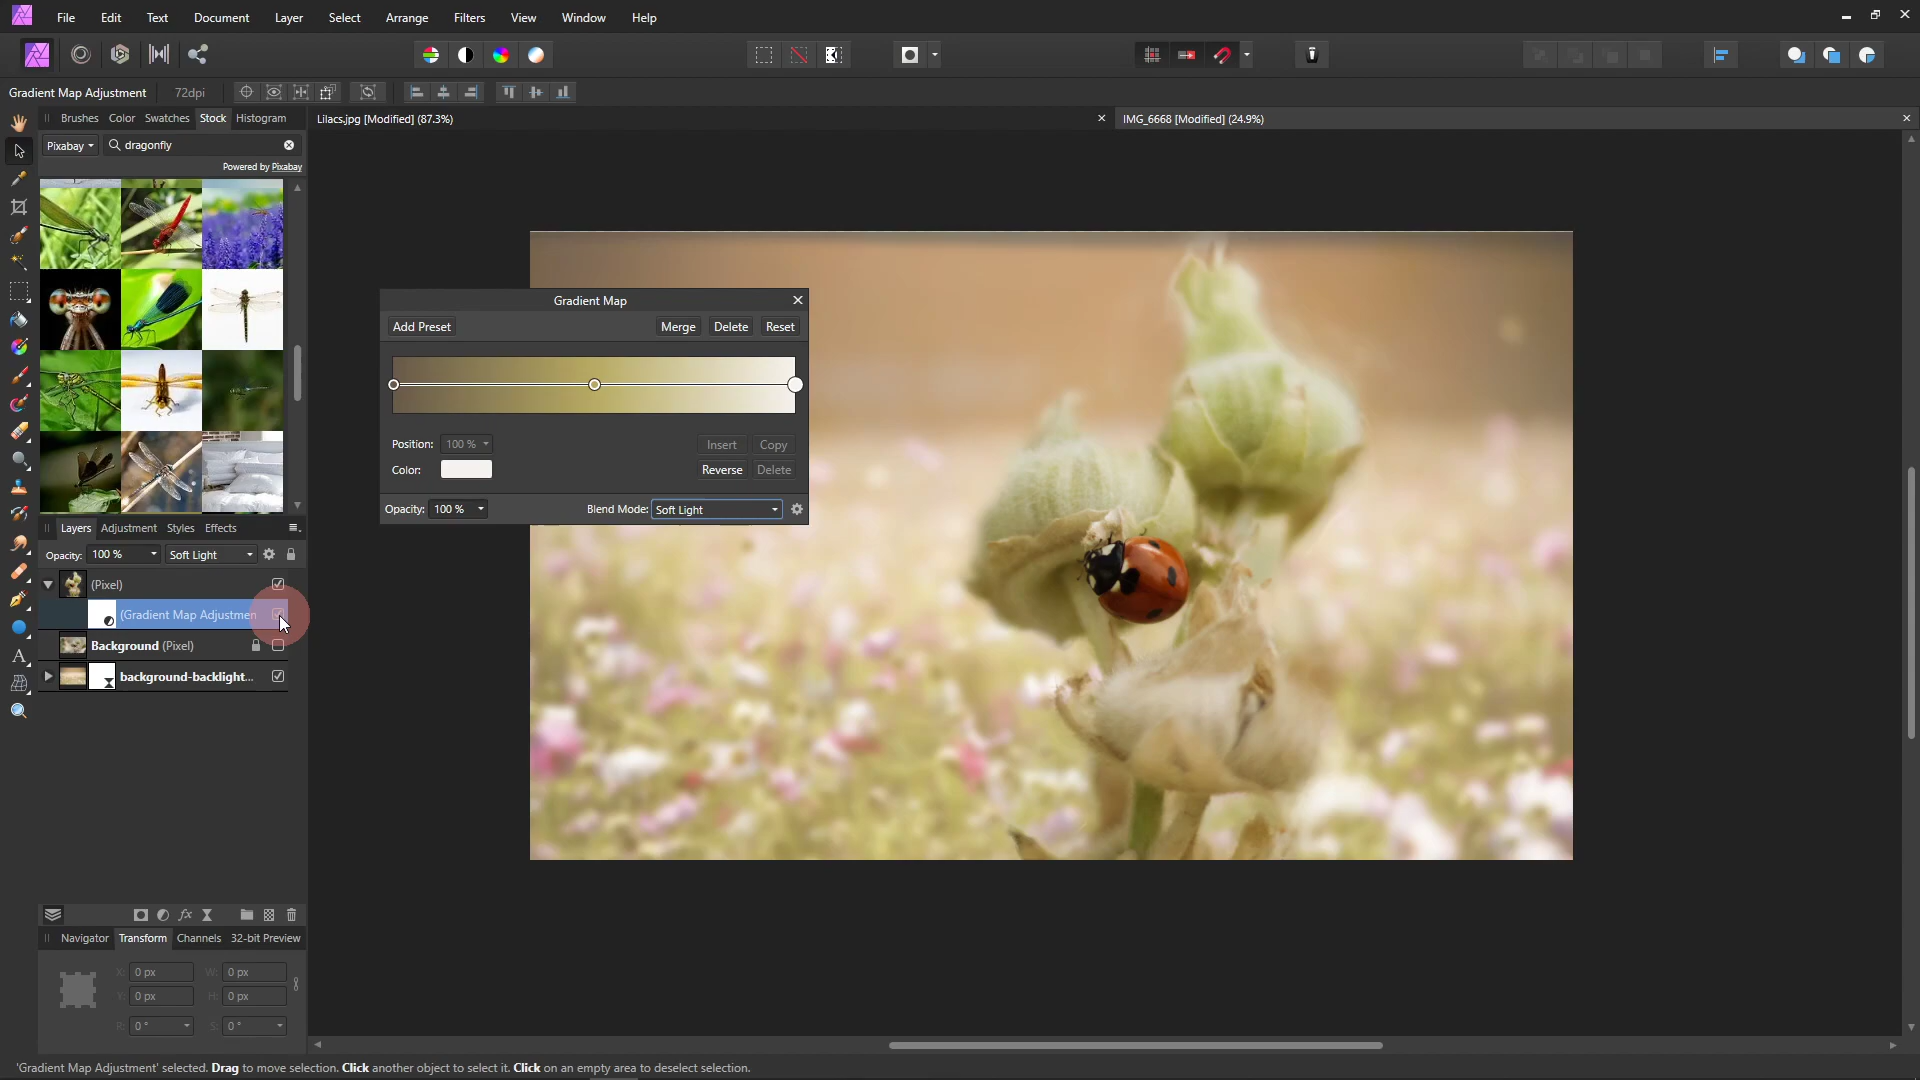 File Edit Text Document Layer Select Arrange Filters View Window Help
Gradient Map Adjustment 72dpi
Brushes Color Swatches Stock Histogram
Lilacs.jpg [Modified] (87.3%)
IMG_6668 [Modified] (24.9%)
Pixabay dragonfly
Powered by Pixabay
Gradient Map
Add Preset Merge Delete Reset
Position: 100 % Insert Copy
Color: Reverse Delete
Opacity: 100 % Blend Mode: Soft Light
Layers Adjustment Styles Effects
Opacity: 100 % Soft Light
(Pixel)
(Gradient Map Adjustmen
Background (Pixel)
background-backlight...
fx
Navigator Transform Channels 32-bit Preview
X: 0 px W: 0 px
Y: 0 px H: 0 px
R: 0 ° S: 0 °
'Gradient Map Adjustment' selected. Drag to move selection. Click another object to select it. Click on an empty area to deselect selection.